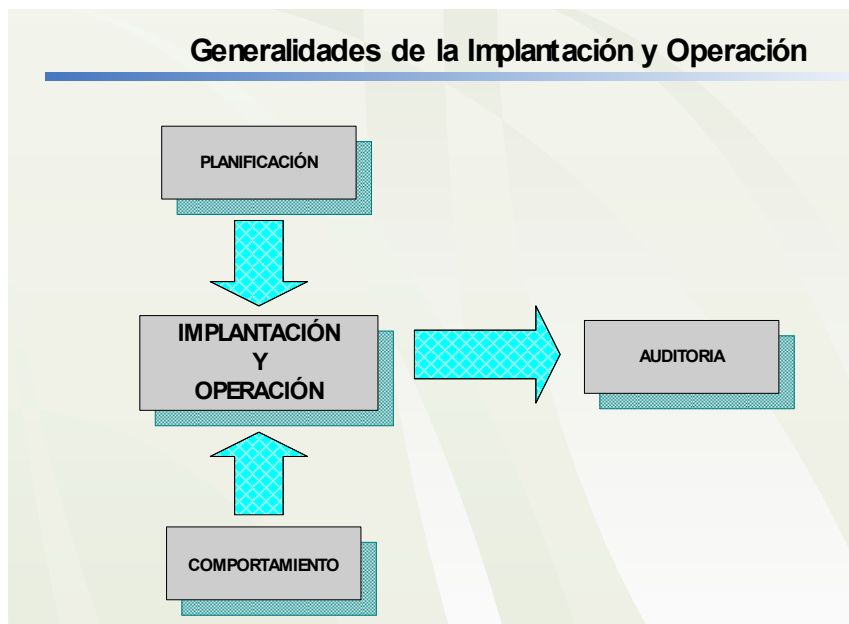 Generalidades de la Implantación y Operación
PLANIFICACIÓN
IMPLANTACIÓN
Y
OPERACIÓN
AUDITORIA
COMPORTAMIENTO